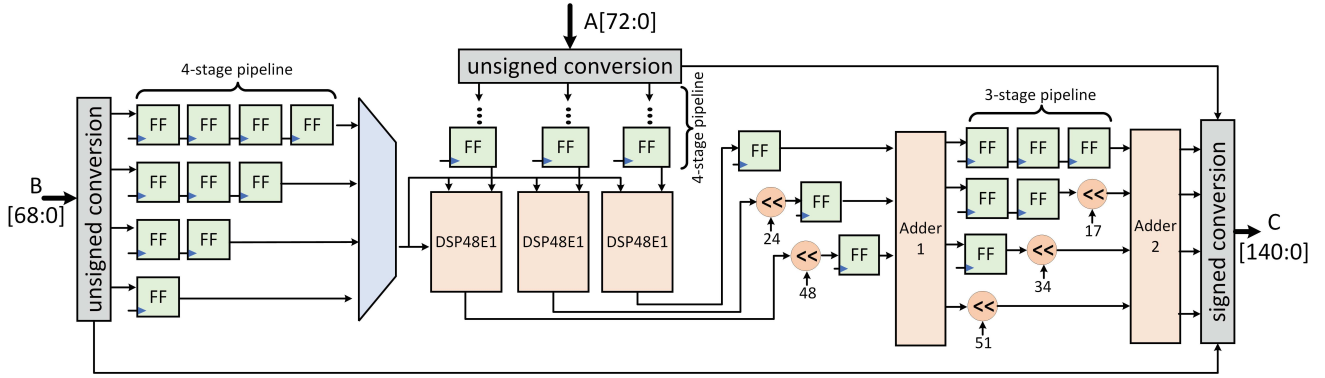 A[72:0]
unsigned conversion
4-stage pipeline
4-stage pipeline
3-stage pipeline
B
[68:0]
unsigned conversion
FF FF FF FF
FF FF FF
FF FF
FF
FF FF FF
DSP48E1 DSP48E1 DSP48E1
FF
<< FF
24
<< FF
48
Adder
1
FF FF FF
FF FF <<
17
FF <<
34
<<
51
Adder
2
signed conversion
C
[140:0]